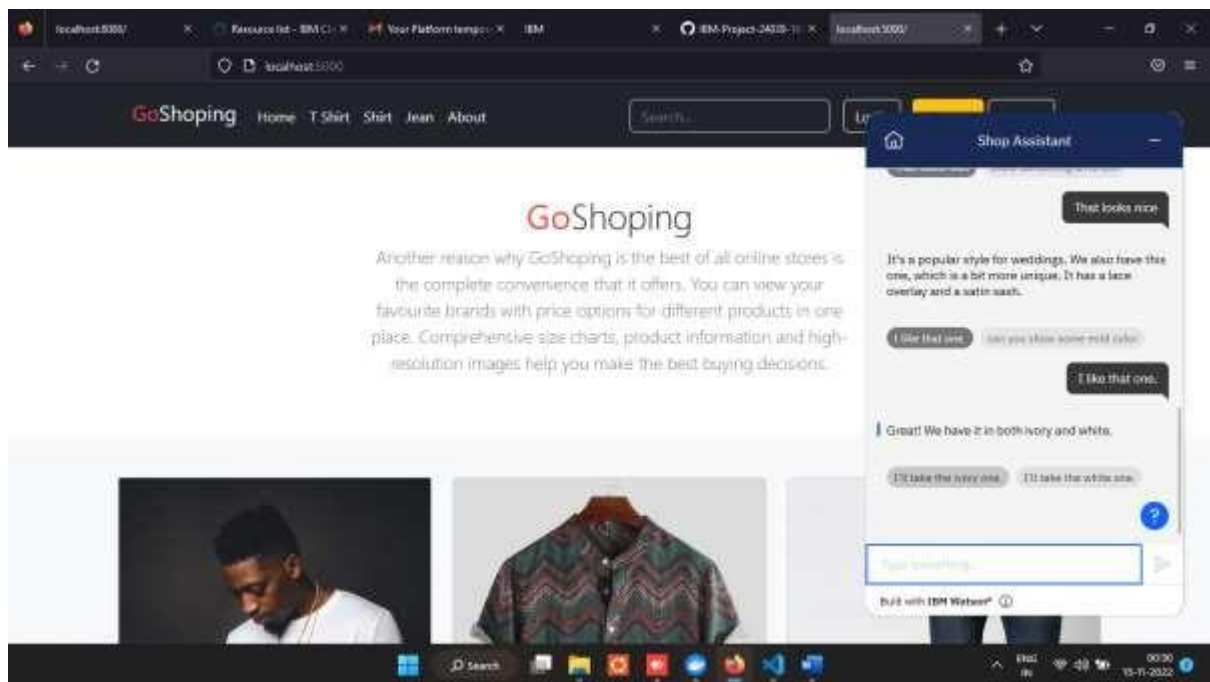 localhost:5000/
Resource list - IBM Cl
Your Platform tempor
IBM
IBM-Project-24
localhost:5000/
localhost:5000
GoShoping
Home
T Shirt
Shirt
Jean
About
Search..
Lo
GoShoping
Another reason why GoShoping is the best of all online stores is
the complete convenience that it offers. You can view your
favourite brands with price options for different products in one
place. Comprehensive size charts, product information and high-
resolution images help you make the best buying decisions.
Shop Assistant
That looks nice
It's a popular style for weddings. We also have this
one, which is a bit more unique. It has a lace
overlay and a satin sash.
I like that one.
can you show some mild color
I like that one.
Great! We have it in both ivory and white.
I'll take the ivory one.
I'll take the white one.
?
Type something...
Built with IBM Watson®
Search
ENG
IN
00:30
15-11-2022